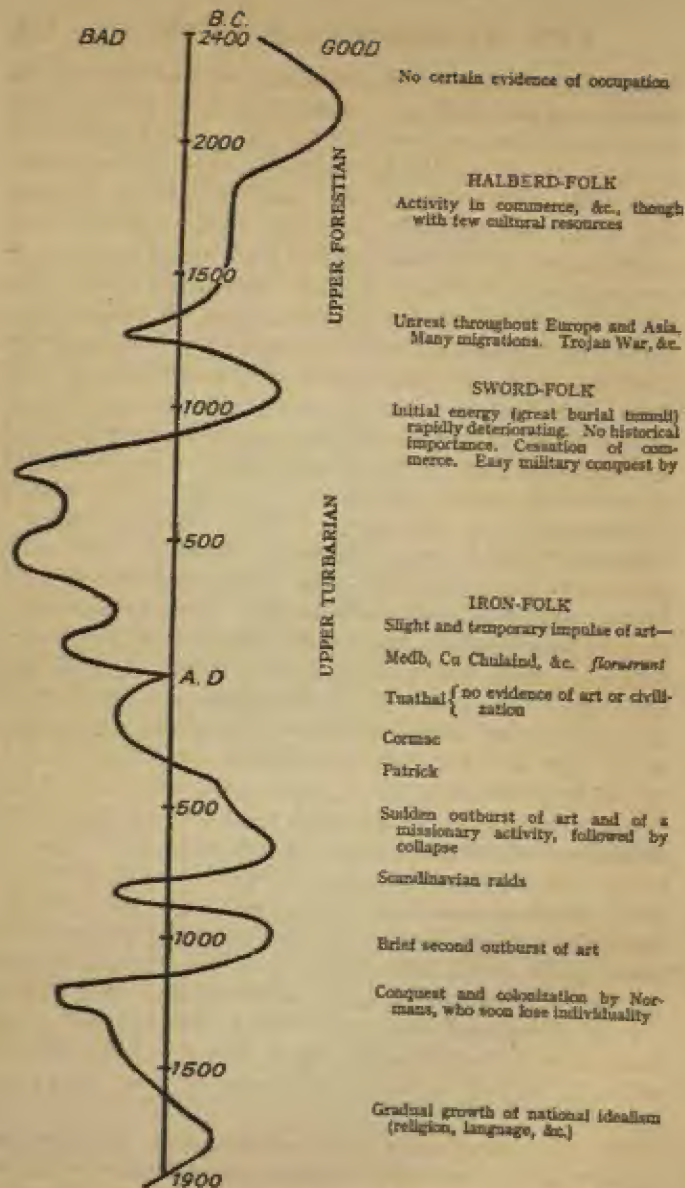 B.C.
BAD
2400
GOOD
No certain evidence of occupation
2000
UPPER FORESTIAN
HALBERD-FOLK
Activity in commerce, &c., though
with few cultural resources
1500
Unrest throughout Europe and Asia.
Many migrations. Trojan War, &c.
1000
SWORD-FOLK
Initial energy (great burial tumuli)
rapidly deteriorating. No historical
importance. Cessation of com-
merce. Easy military conquest by
500
UPPER TURBARIAN
IRON-FOLK
Slight and temporary impulse of art—
Medb, Cu Chulaind, &c. floruerunt
A.D
Tuathal { no evidence of art or civili-
zation
Cormac
Patrick
500
Sudden outburst of art and of a
missionary activity, followed by
collapse
Scandinavian raids
1000
Brief second outburst of art
Conquest and colonization by Nor-
mans, who soon lose individuality
1500
Gradual growth of national idealism
(religion, language, &c.)
1900